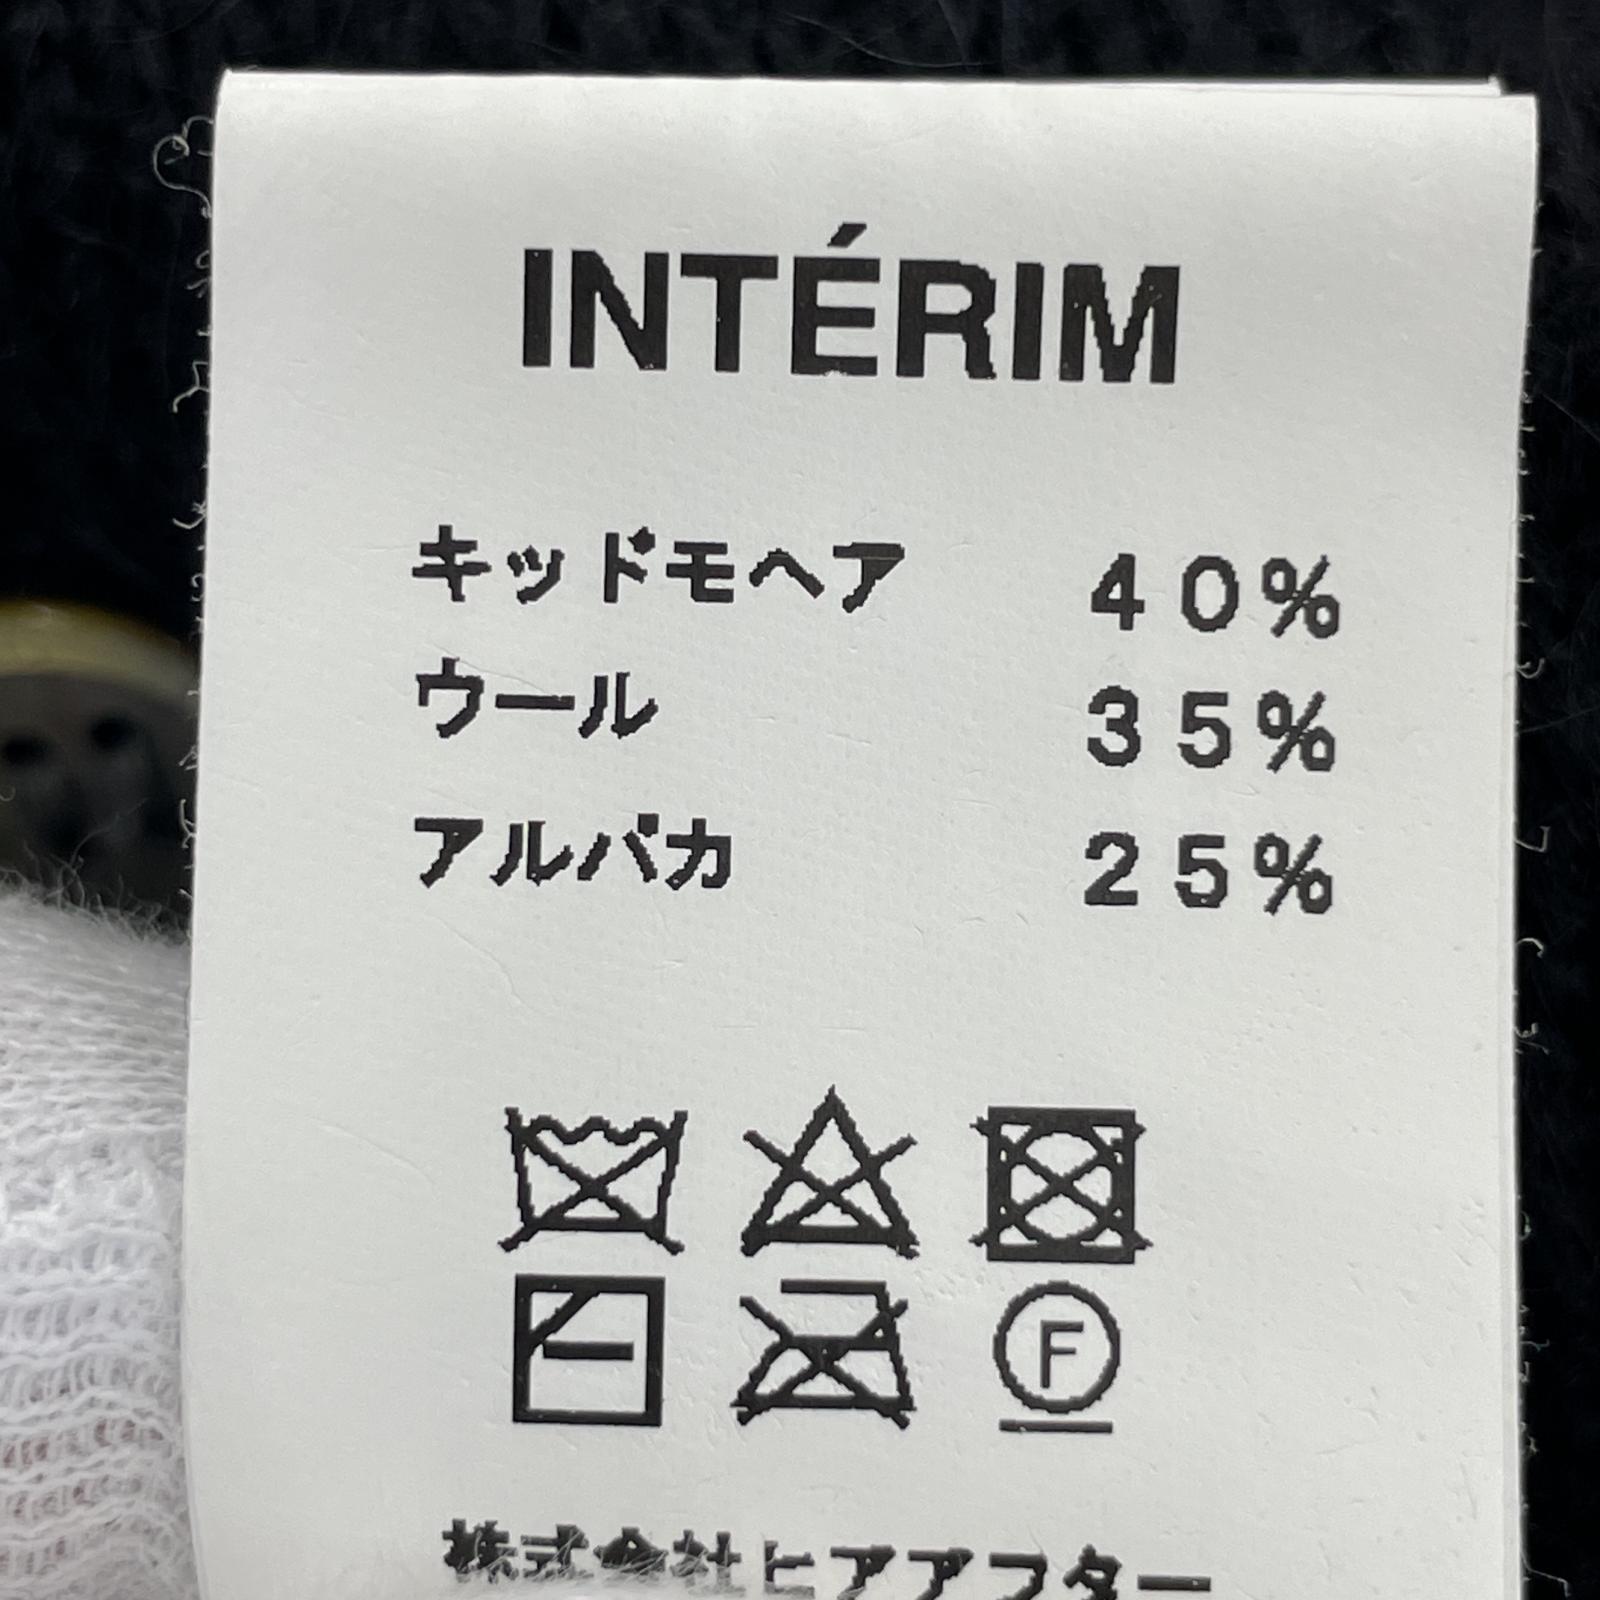 INTÉRIM
キッドモヘア 40%
ウール 35%
アルパカ 25%
F
株式会社ヒアアフター